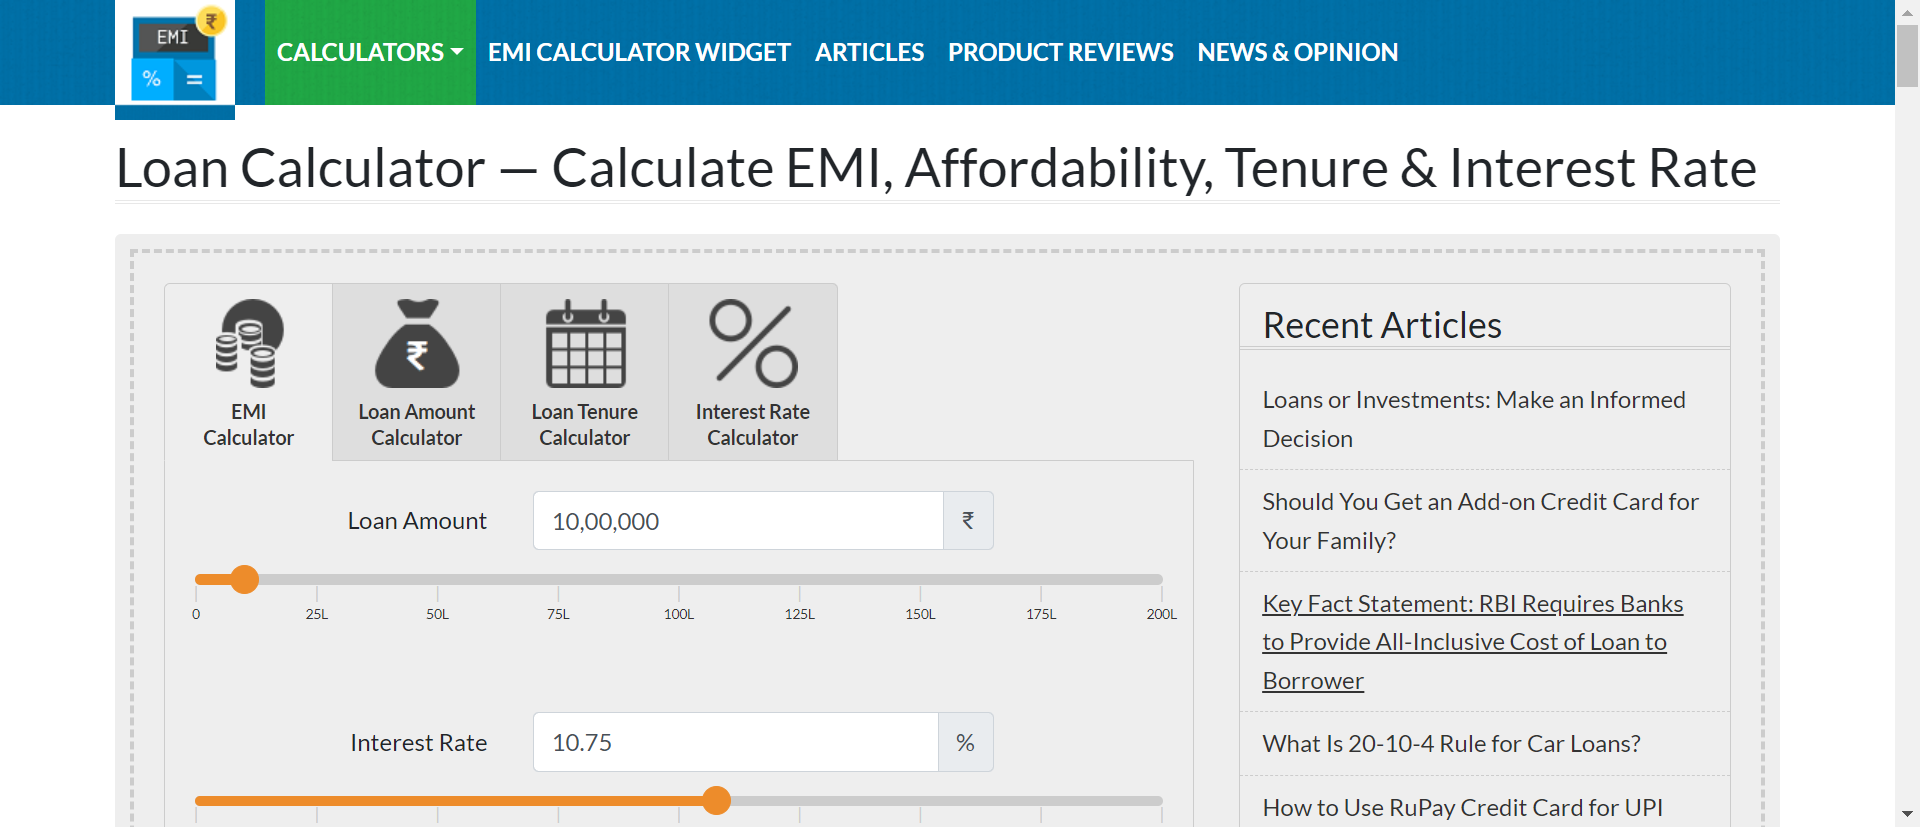 EMI ₹
% =
CALCULATORS EMI CALCULATOR WIDGET ARTICLES PRODUCT REVIEWS NEWS & OPINION
Loan Calculator — Calculate EMI, Affordability, Tenure & Interest Rate
EMI
Calculator
₹
Loan Amount
Calculator
Loan Tenure
Calculator
Interest Rate
Calculator
Loan Amount 10,00,000 ₹
0 25L 50L 75L 100L 125L 150L 175L 200L
Interest Rate 10.75 %
Recent Articles
Loans or Investments: Make an Informed
Decision
Should You Get an Add-on Credit Card for
Your Family?
Key Fact Statement: RBI Requires Banks
to Provide All-Inclusive Cost of Loan to
Borrower
What Is 20-10-4 Rule for Car Loans?
How to Use RuPay Credit Card for UPI